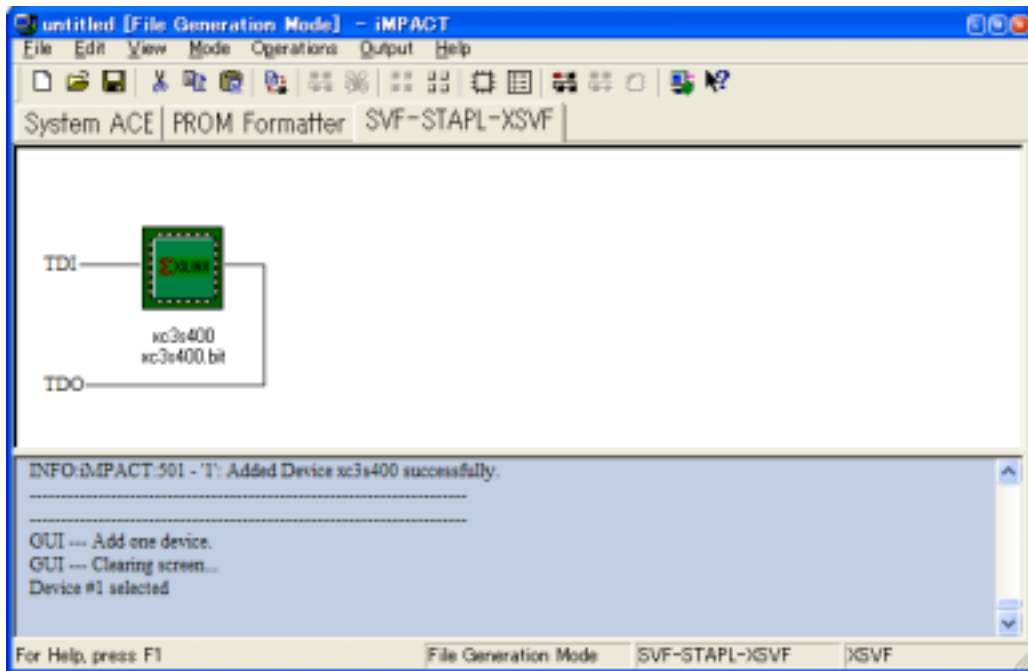 untitled [File Generation Mode] - iMPACT
File Edit View Mode Operations Output Help
System ACE PROM Formatter SVF-STAPL-XSVF
TDI
XILINX
xc3s400
xc3s400.bit
TDO
INFO:iMPACT:501 - '1': Added Device xc3s400 successfully.
----------------------------------------------------------------------
----------------------------------------------------------------------
GUI --- Add one device.
GUI --- Clearing screen...
Device #1 selected
For Help, press F1 File Generation Mode SVF-STAPL-XSVF XSVF